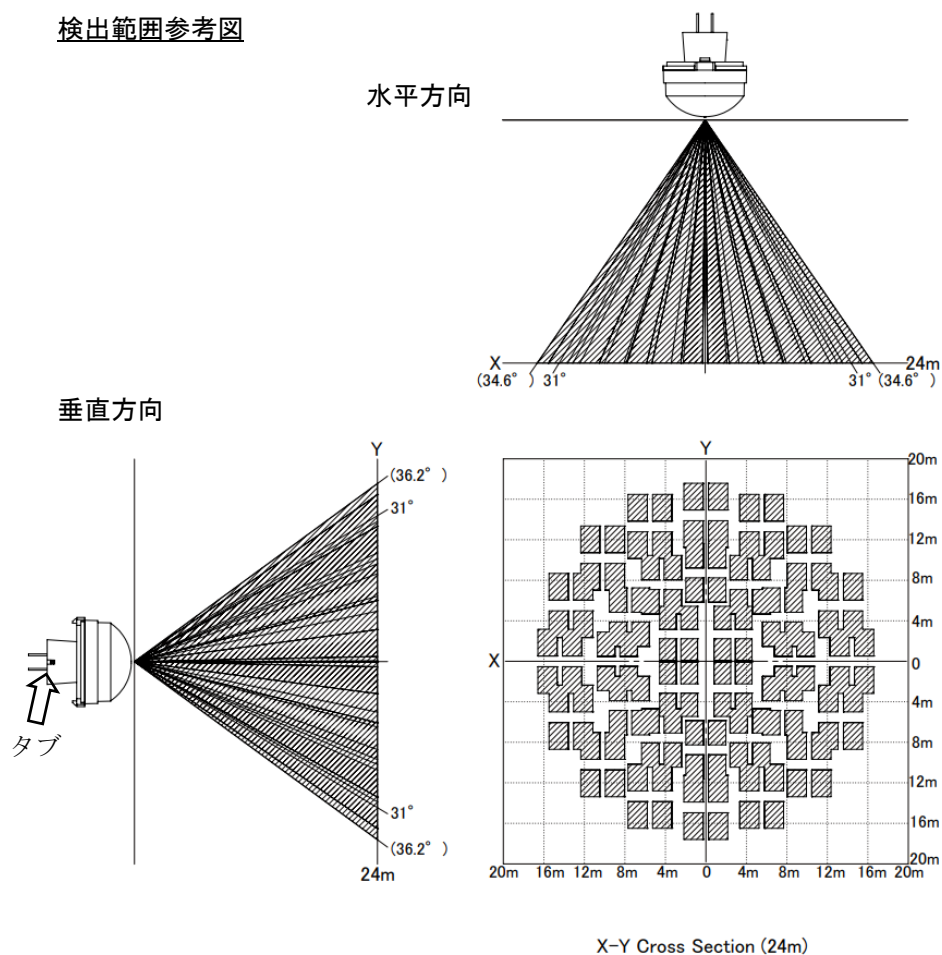 検出範囲参考図
水平方向
X
24m
(34.6°) 31°
31° (34.6°)
垂直方向
Y
(36.2°)
31°
タブ
31°
(36.2°)
24m
Y
20m
16m
12m
8m
4m
X
0
4m
8m
12m
16m
20m
20m 16m 12m 8m 4m 0 4m 8m 12m 16m 20m
X-Y Cross Section (24m)